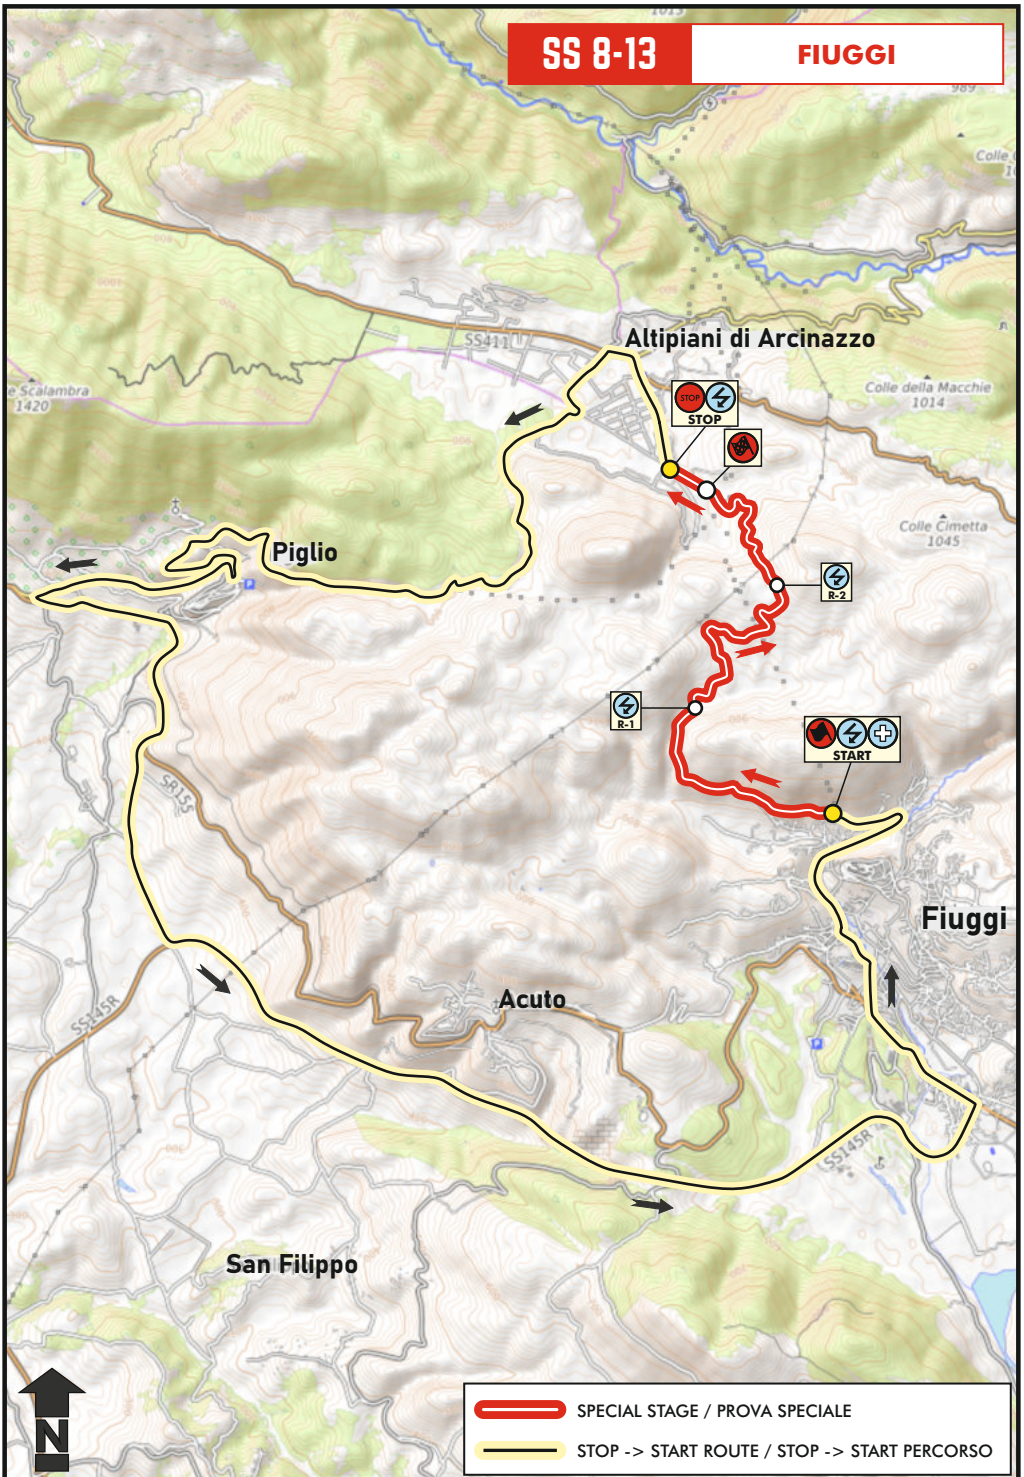 1015
SS 8-13
FIUGGI
989
Colle
SS411
Altipiani di Arcinazzo
e Scalambra
1420
Colle della Macchie
1014
STOP
STOP
Colle Cimetta
1045
Piglio
R-2
R-1
START
SR155
Fiuggi
Acuto
SS145R
SS145R
San Filippo
N
SPECIAL STAGE / PROVA SPECIALE
STOP -> START ROUTE / STOP -> START PERCORSO